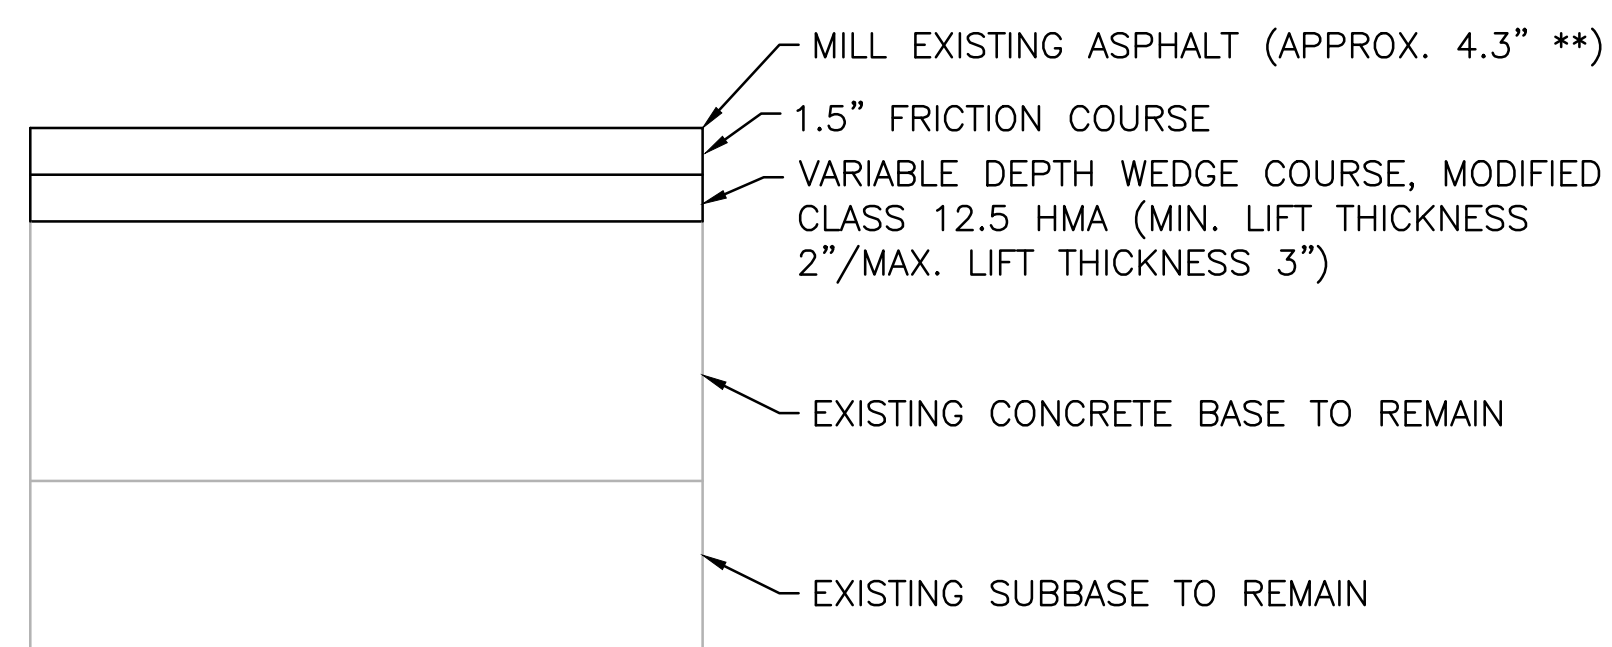 MILL EXISTING ASPHALT (APPROX. 4.3” **)
1.5” FRICTION COURSE
VARIABLE DEPTH WEDGE COURSE, MODIFIED
CLASS 12.5 HMA (MIN. LIFT THICKNESS
2”/MAX. LIFT THICKNESS 3”)
EXISTING CONCRETE BASE TO REMAIN
EXISTING SUBBASE TO REMAIN